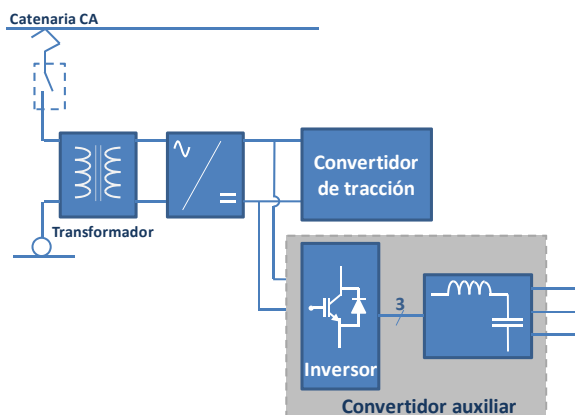 Catenaria CA
Convertidor
de tracción
Transformador
3
Inversor
Convertidor auxiliar